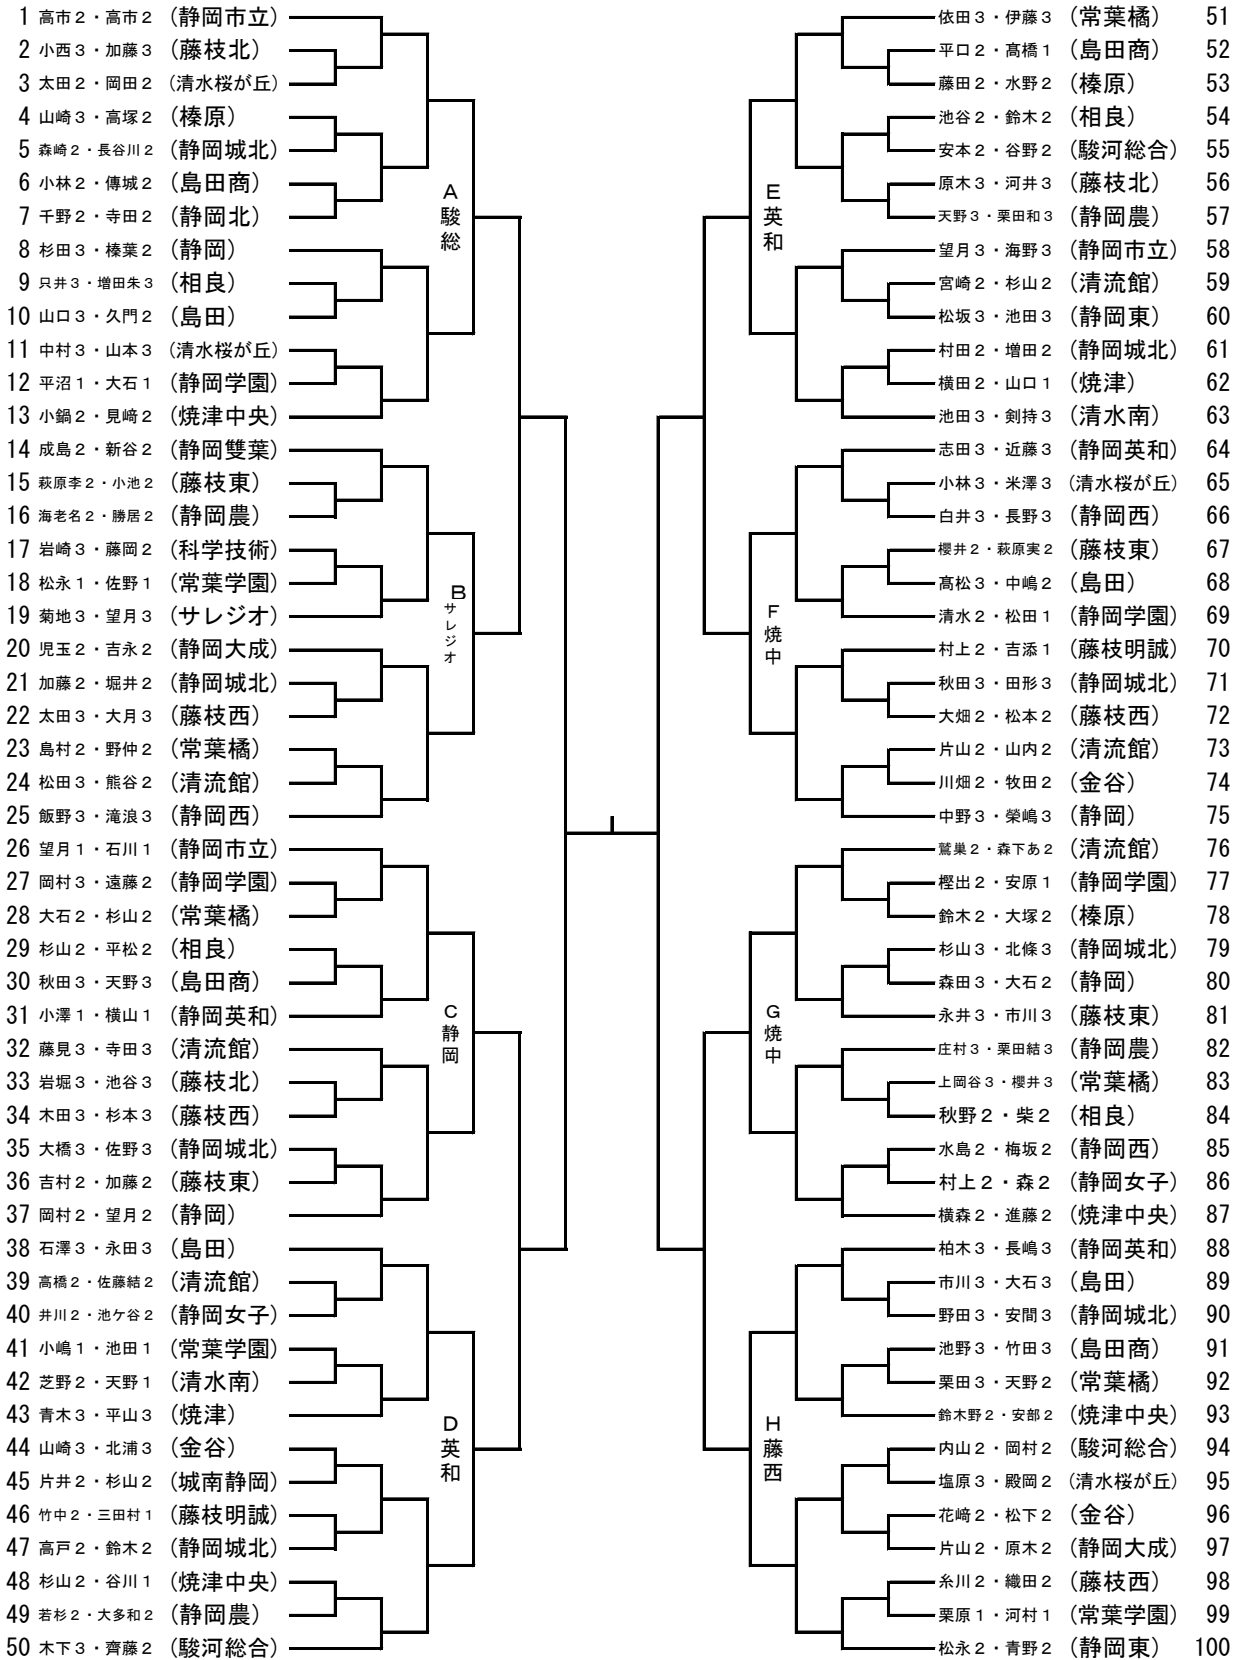 1 高市2・高市2 (静岡市立)
2 小西3・加藤3 (藤枝北)
3 太田2・岡田2 (清水桜が丘)
4 山崎3・高塚2 (榛原)
5 森崎2・長谷川2 (静岡城北)
6 小林2・傳城2 (島田商)
7 千野2・寺田2 (静岡北)
8 杉田3・榛葉2 (静岡)
9 只井3・増田朱3 (相良)
10 山口3・久門2 (島田)
11 中村3・山本3 (清水桜が丘)
12 平沼1・大石1 (静岡学園)
13 小鍋2・見﨑2 (焼津中央)
14 成島2・新谷2 (静岡雙葉)
15 萩原李2・小池2 (藤枝東)
16 海老名2・勝居2 (静岡農)
17 岩崎3・藤岡2 (科学技術)
18 松永1・佐野1 (常葉学園)
19 菊地3・望月3 (サレジオ)
20 児玉2・吉永2 (静岡大成)
21 加藤2・堀井2 (静岡城北)
22 太田3・大月3 (藤枝西)
23 島村2・野仲2 (常葉橘)
24 松田3・熊谷2 (清流館)
25 飯野3・滝浪3 (静岡西)
26 望月1・石川1 (静岡市立)
27 岡村3・遠藤2 (静岡学園)
28 大石2・杉山2 (常葉橘)
29 杉山2・平松2 (相良)
30 秋田3・天野3 (島田商)
31 小澤1・横山1 (静岡英和)
32 藤見3・寺田3 (清流館)
33 岩堀3・池谷3 (藤枝北)
34 木田3・杉本3 (藤枝西)
35 大橋3・佐野3 (静岡城北)
36 吉村2・加藤2 (藤枝東)
37 岡村2・望月2 (静岡)
38 石澤3・永田3 (島田)
39 高橋2・佐藤結2 (清流館)
40 井川2・池ケ谷2 (静岡女子)
41 小嶋1・池田1 (常葉学園)
42 芝野2・天野1 (清水南)
43 青木3・平山3 (焼津)
44 山崎3・北浦3 (金谷)
45 片井2・杉山2 (城南静岡)
46 竹中2・三田村1 (藤枝明誠)
47 高戸2・鈴木2 (静岡城北)
48 杉山2・谷川1 (焼津中央)
49 若杉2・大多和2 (静岡農)
50 木下3・齊藤2 (駿河総合)
A駿総
Bサレジオ
C静岡
D英和
E英和
F焼中
G焼中
H藤西
依田3・伊藤3 (常葉橘) 51
平口2・髙橋1 (島田商) 52
藤田2・水野2 (榛原) 53
池谷2・鈴木2 (相良) 54
安本2・谷野2 (駿河総合) 55
原木3・河井3 (藤枝北) 56
天野3・栗田和3 (静岡農) 57
望月3・海野3 (静岡市立) 58
宮崎2・杉山2 (清流館) 59
松坂3・池田3 (静岡東) 60
村田2・増田2 (静岡城北) 61
横田2・山口1 (焼津) 62
池田3・剣持3 (清水南) 63
志田3・近藤3 (静岡英和) 64
小林3・米澤3 (清水桜が丘) 65
白井3・長野3 (静岡西) 66
櫻井2・萩原実2 (藤枝東) 67
髙松3・中嶋2 (島田) 68
清水2・松田1 (静岡学園) 69
村上2・吉添1 (藤枝明誠) 70
秋田3・田形3 (静岡城北) 71
大畑2・松本2 (藤枝西) 72
片山2・山内2 (清流館) 73
川畑2・牧田2 (金谷) 74
中野3・榮嶋3 (静岡) 75
鷲巣2・森下あ2 (清流館) 76
樫出2・安原1 (静岡学園) 77
鈴木2・大塚2 (榛原) 78
杉山3・北條3 (静岡城北) 79
森田3・大石2 (静岡) 80
永井3・市川3 (藤枝東) 81
庄村3・栗田結3 (静岡農) 82
上岡谷3・櫻井3 (常葉橘) 83
秋野2・柴2 (相良) 84
水島2・梅坂2 (静岡西) 85
村上2・森2 (静岡女子) 86
横森2・進藤2 (焼津中央) 87
柏木3・長嶋3 (静岡英和) 88
市川3・大石3 (島田) 89
野田3・安間3 (静岡城北) 90
池野3・竹田3 (島田商) 91
栗田3・天野2 (常葉橘) 92
鈴木野2・安部2 (焼津中央) 93
内山2・岡村2 (駿河総合) 94
塩原3・殿岡2 (清水桜が丘) 95
花﨑2・松下2 (金谷) 96
片山2・原木2 (静岡大成) 97
糸川2・織田2 (藤枝西) 98
栗原1・河村1 (常葉学園) 99
松永2・青野2 (静岡東) 100